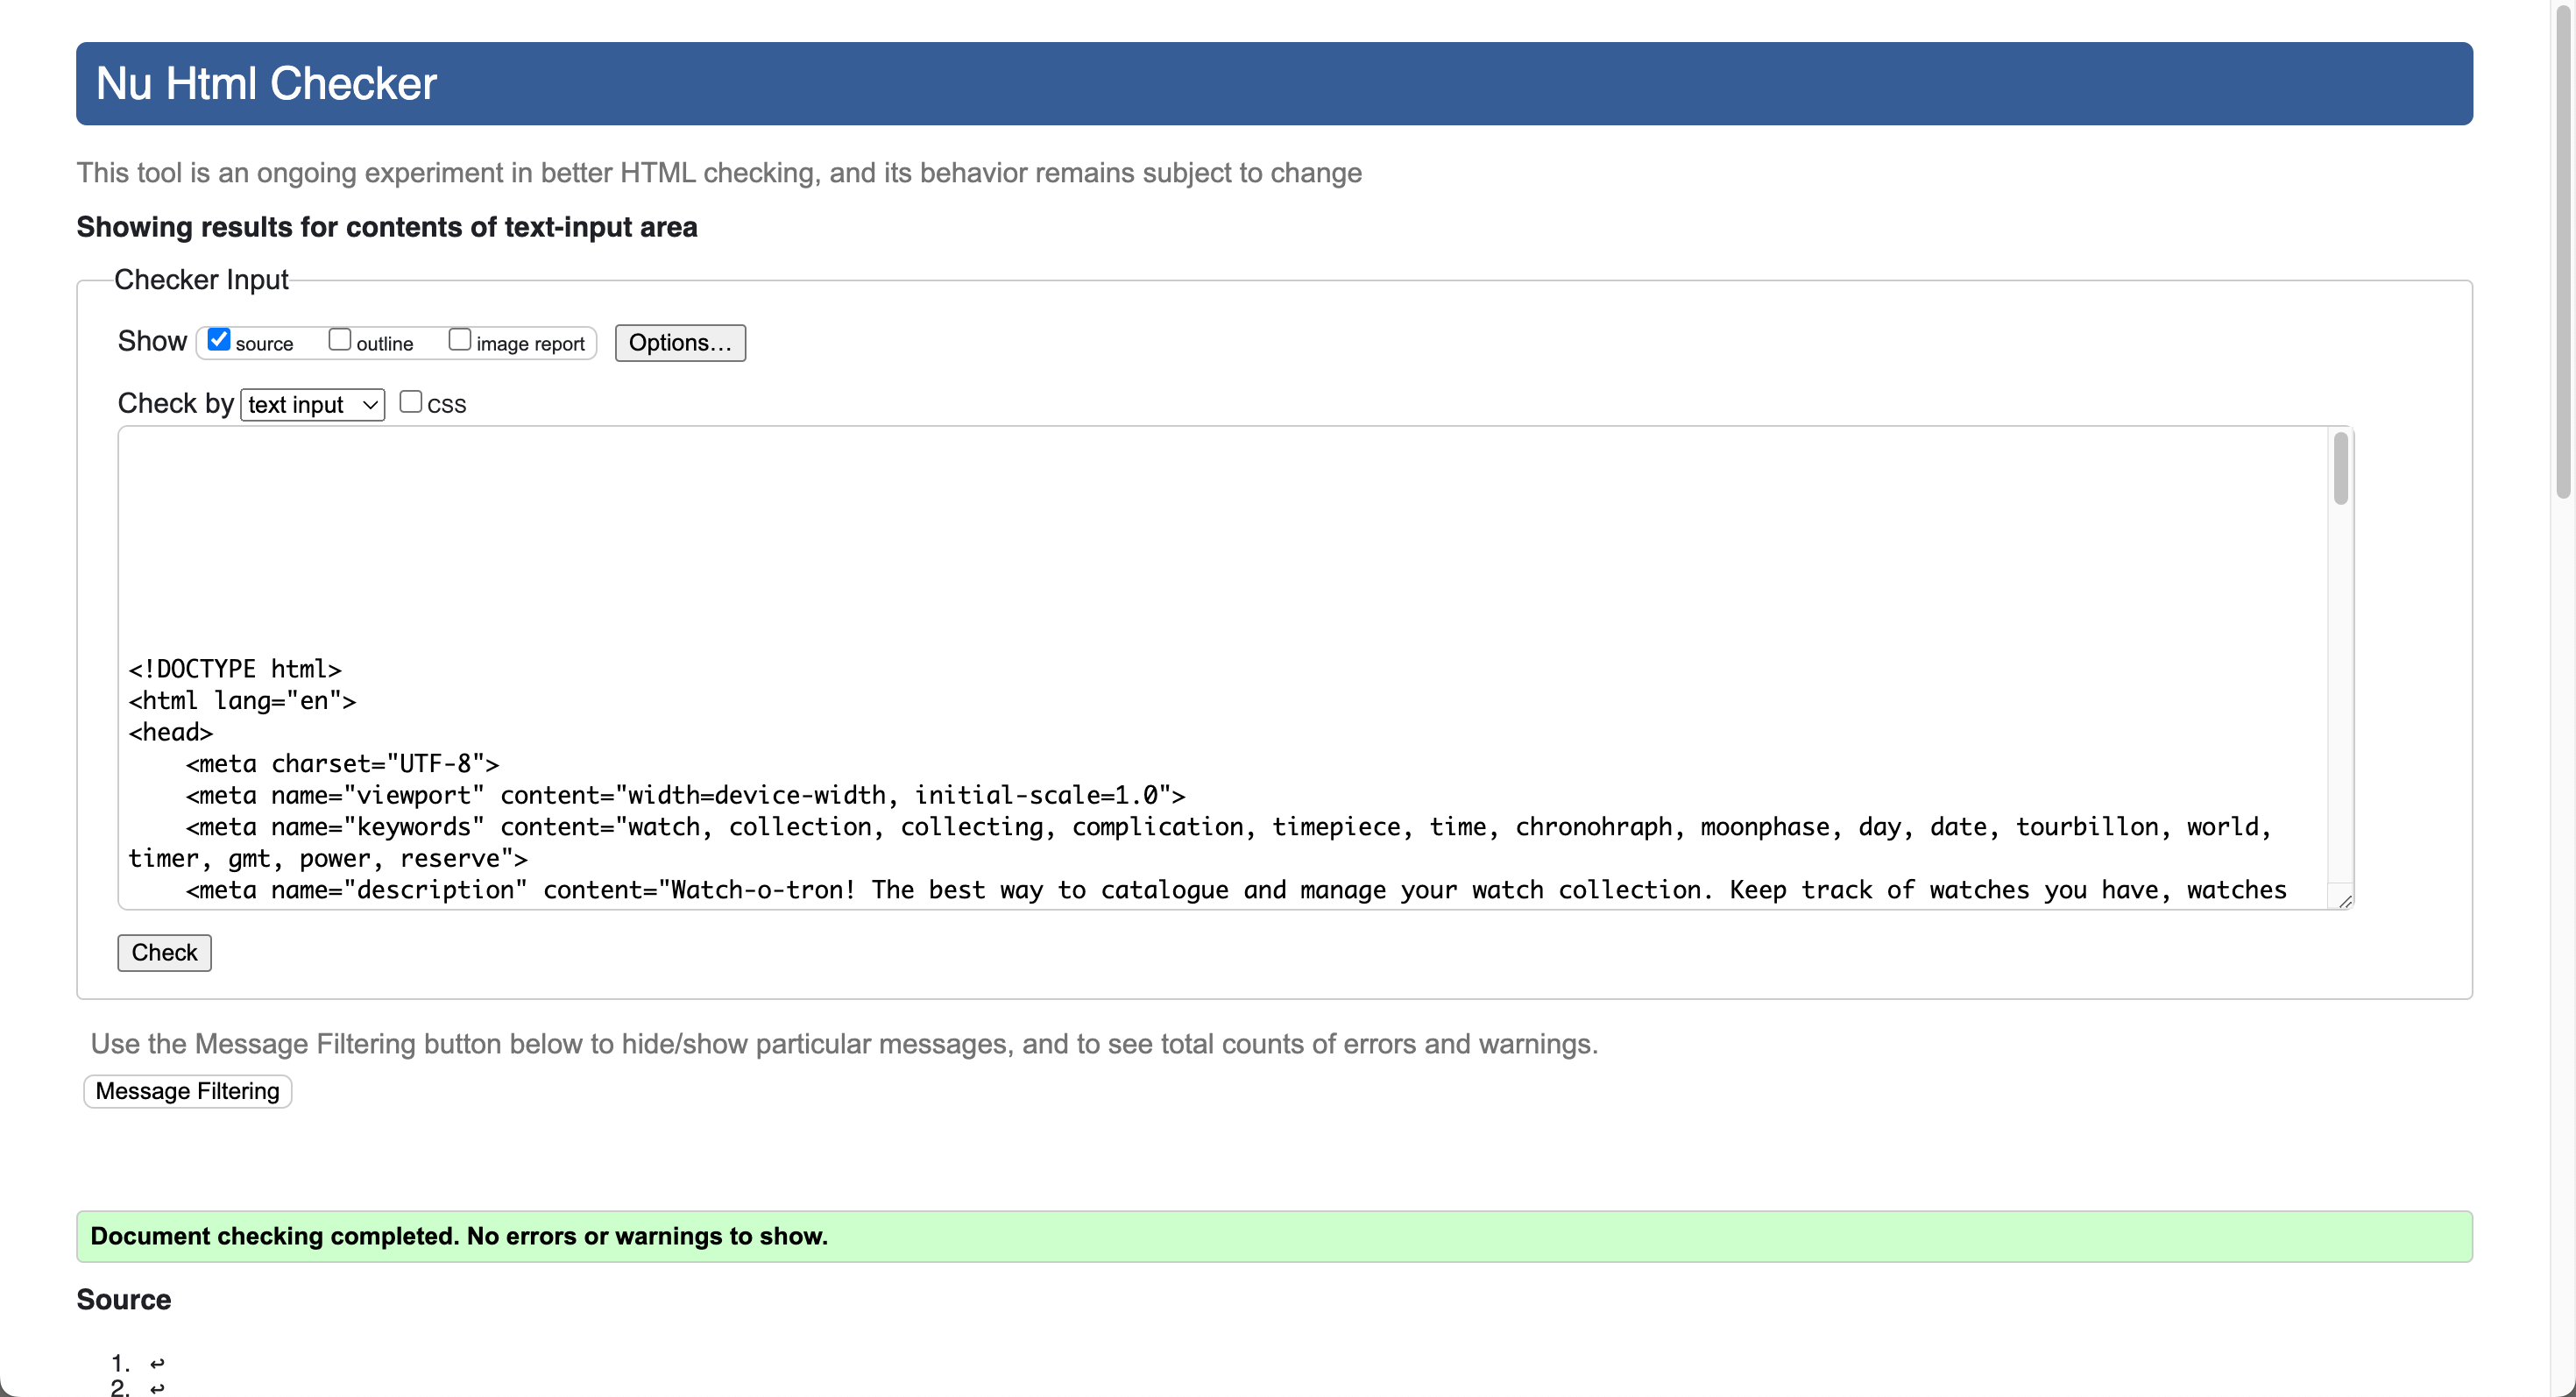 Nu Html Checker
This tool is an ongoing experiment in better HTML checking, and its behavior remains subject to change
Showing results for contents of text-input area
Checker Input
Show source outline image report Options...
Check by text input CSS
<!DOCTYPE html>
<html lang="en">
<head>
    <meta charset="UTF-8">
    <meta name="viewport" content="width=device-width, initial-scale=1.0">
    <meta name="keywords" content="watch, collection, collecting, complication, timepiece, time, chronohraph, moonphase, day, date, tourbillon, world,
timer, gmt, power, reserve">
    <meta name="description" content="Watch-o-tron! The best way to catalogue and manage your watch collection. Keep track of watches you have, watches
Check
Use the Message Filtering button below to hide/show particular messages, and to see total counts of errors and warnings.
Message Filtering
Document checking completed. No errors or warnings to show.
Source
1. ↩
2. ↩